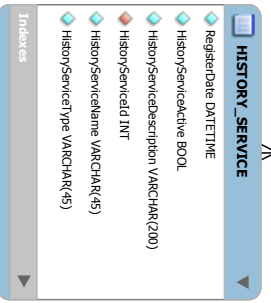 HISTORY_SERVICE
RegisterDate DATETIME
HistoryServiceActive BOOL
HistoryServiceDescription VARCHAR(200)
HistoryServiceId INT
HistoryServiceName VARCHAR(45)
HistoryServiceType VARCHAR(45)
Indexes